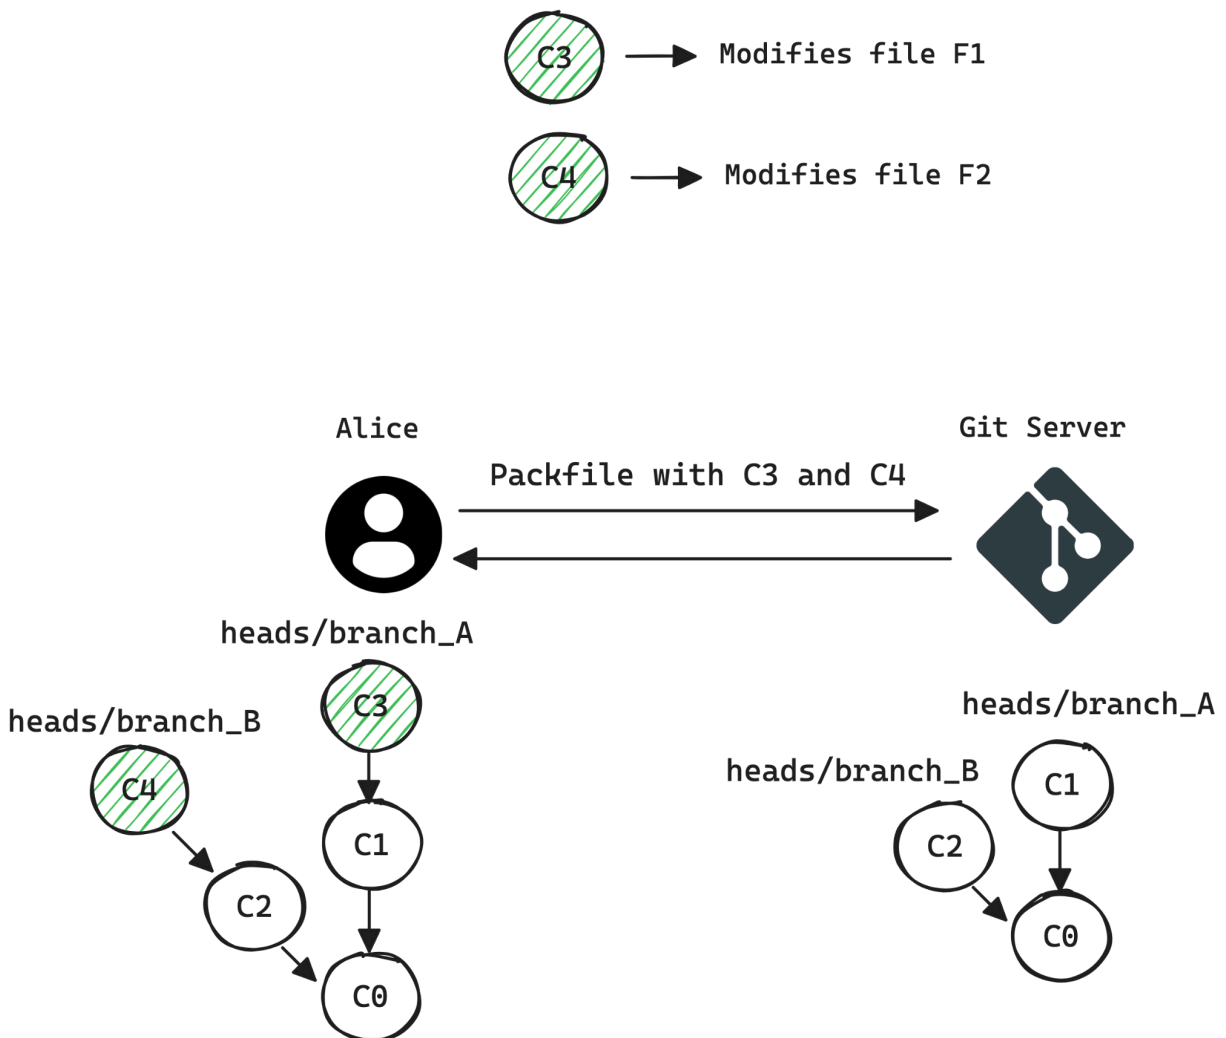 C3
Modifies file F1
C4
Modifies file F2
Alice
Git Server
Packfile with C3 and C4
heads/branch_A
C3
heads/branch_B
C4
C1
C2
C0
heads/branch_A
heads/branch_B
C1
C2
C0